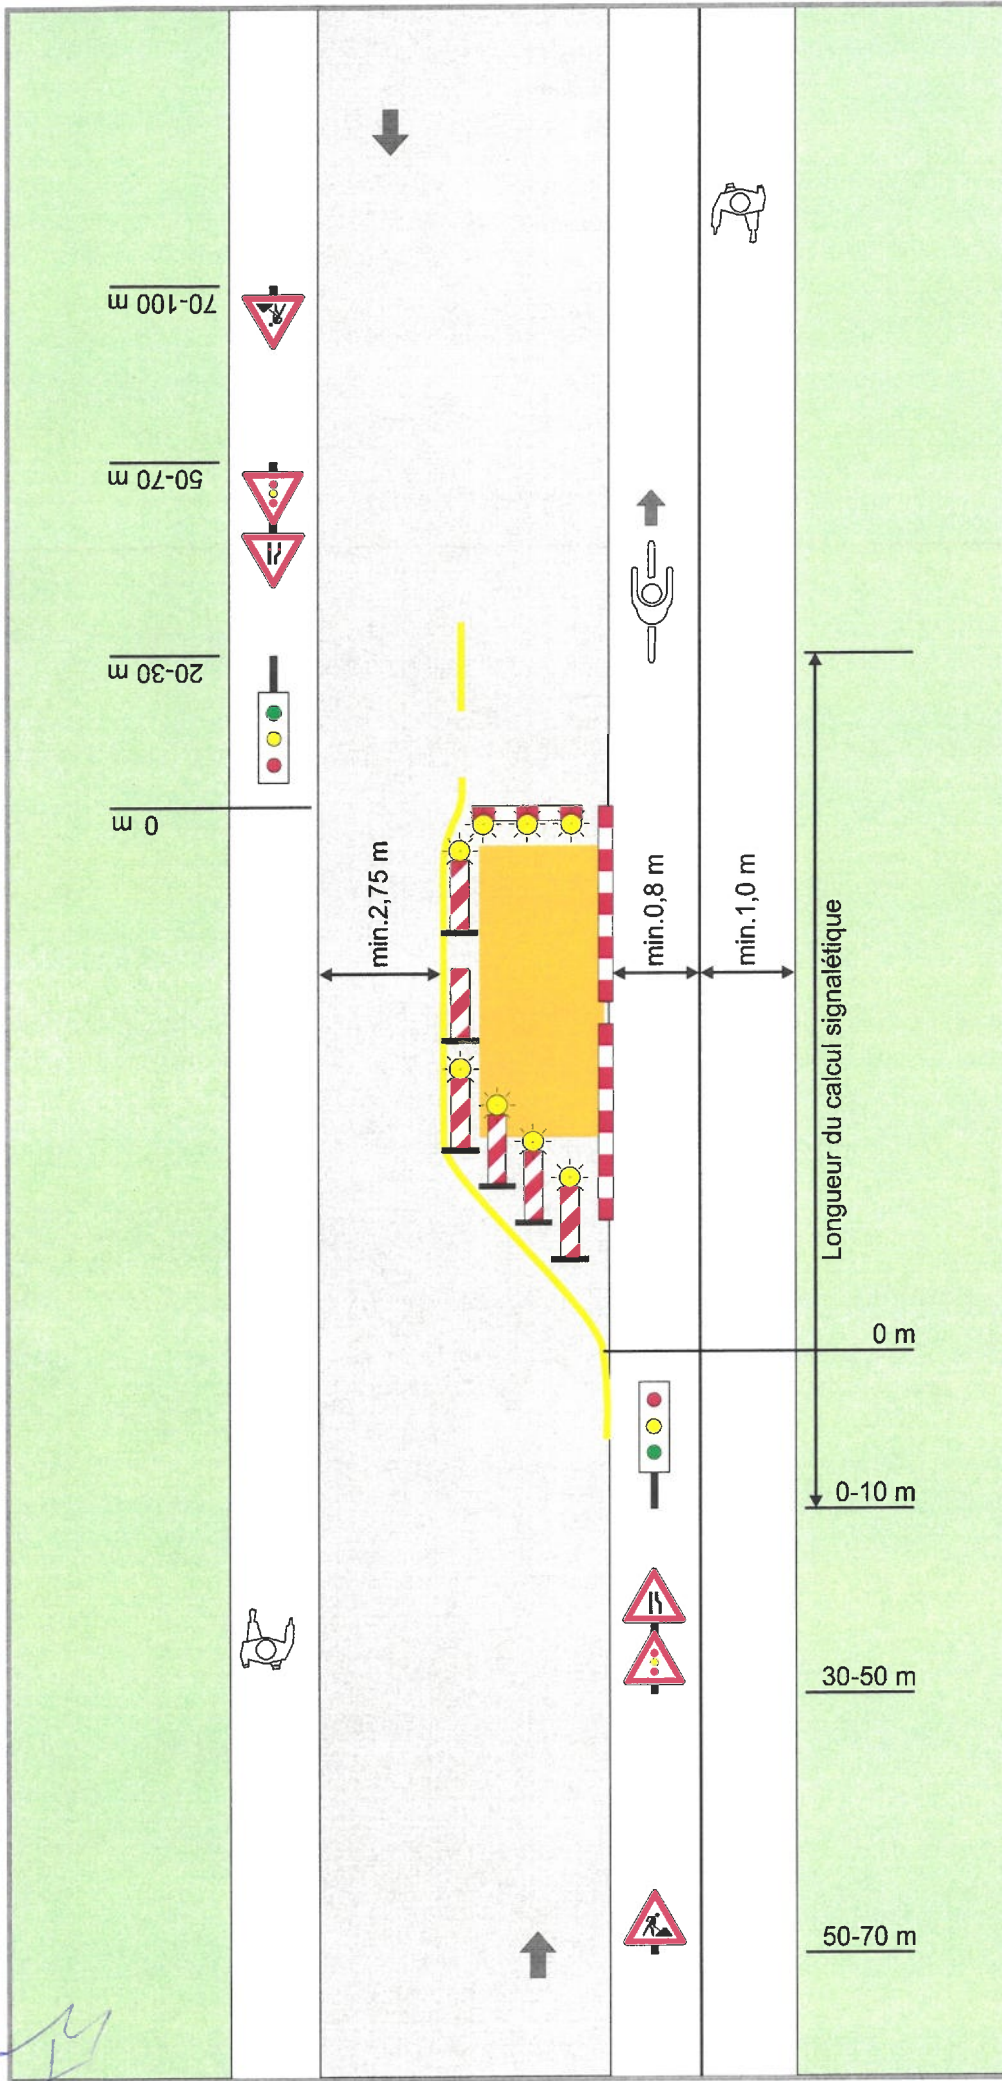 70-100 m
50-70 m
20-30 m
0 m
min.2,75 m
min.0,8 m
min.1,0 m
Longueur du calcul signalétique
0 m
0-10 m
30-50 m
50-70 m